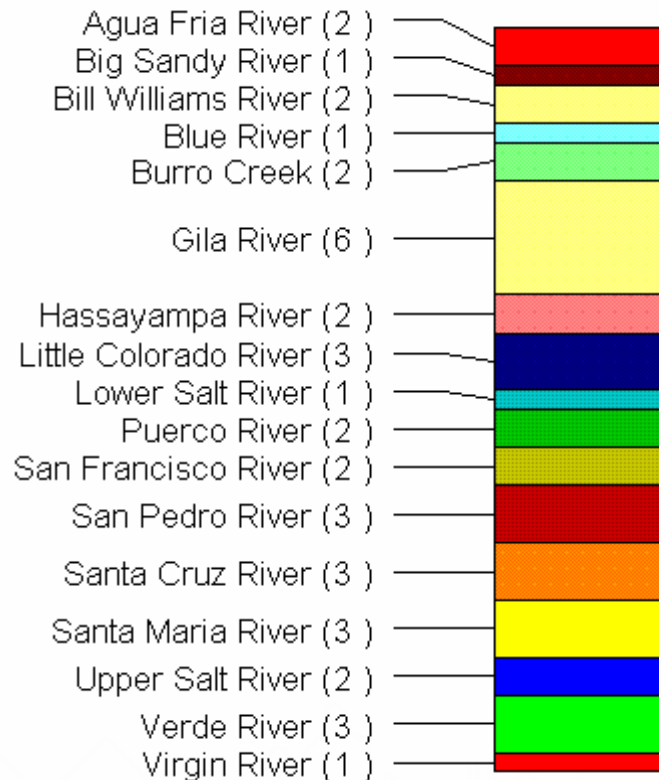 Agua Fria River (2 )
Big Sandy River (1 )
Bill Williams River (2 )
Blue River (1 )
Burro Creek (2 )
Gila River (6 )
Hassayampa River (2 )
Little Colorado River (3 )
Lower Salt River (1 )
Puerco River (2 )
San Francisco River (2 )
San Pedro River (3 )
Santa Cruz River (3 )
Santa Maria River (3 )
Upper Salt River (2 )
Verde River (3 )
Virgin River (1 )